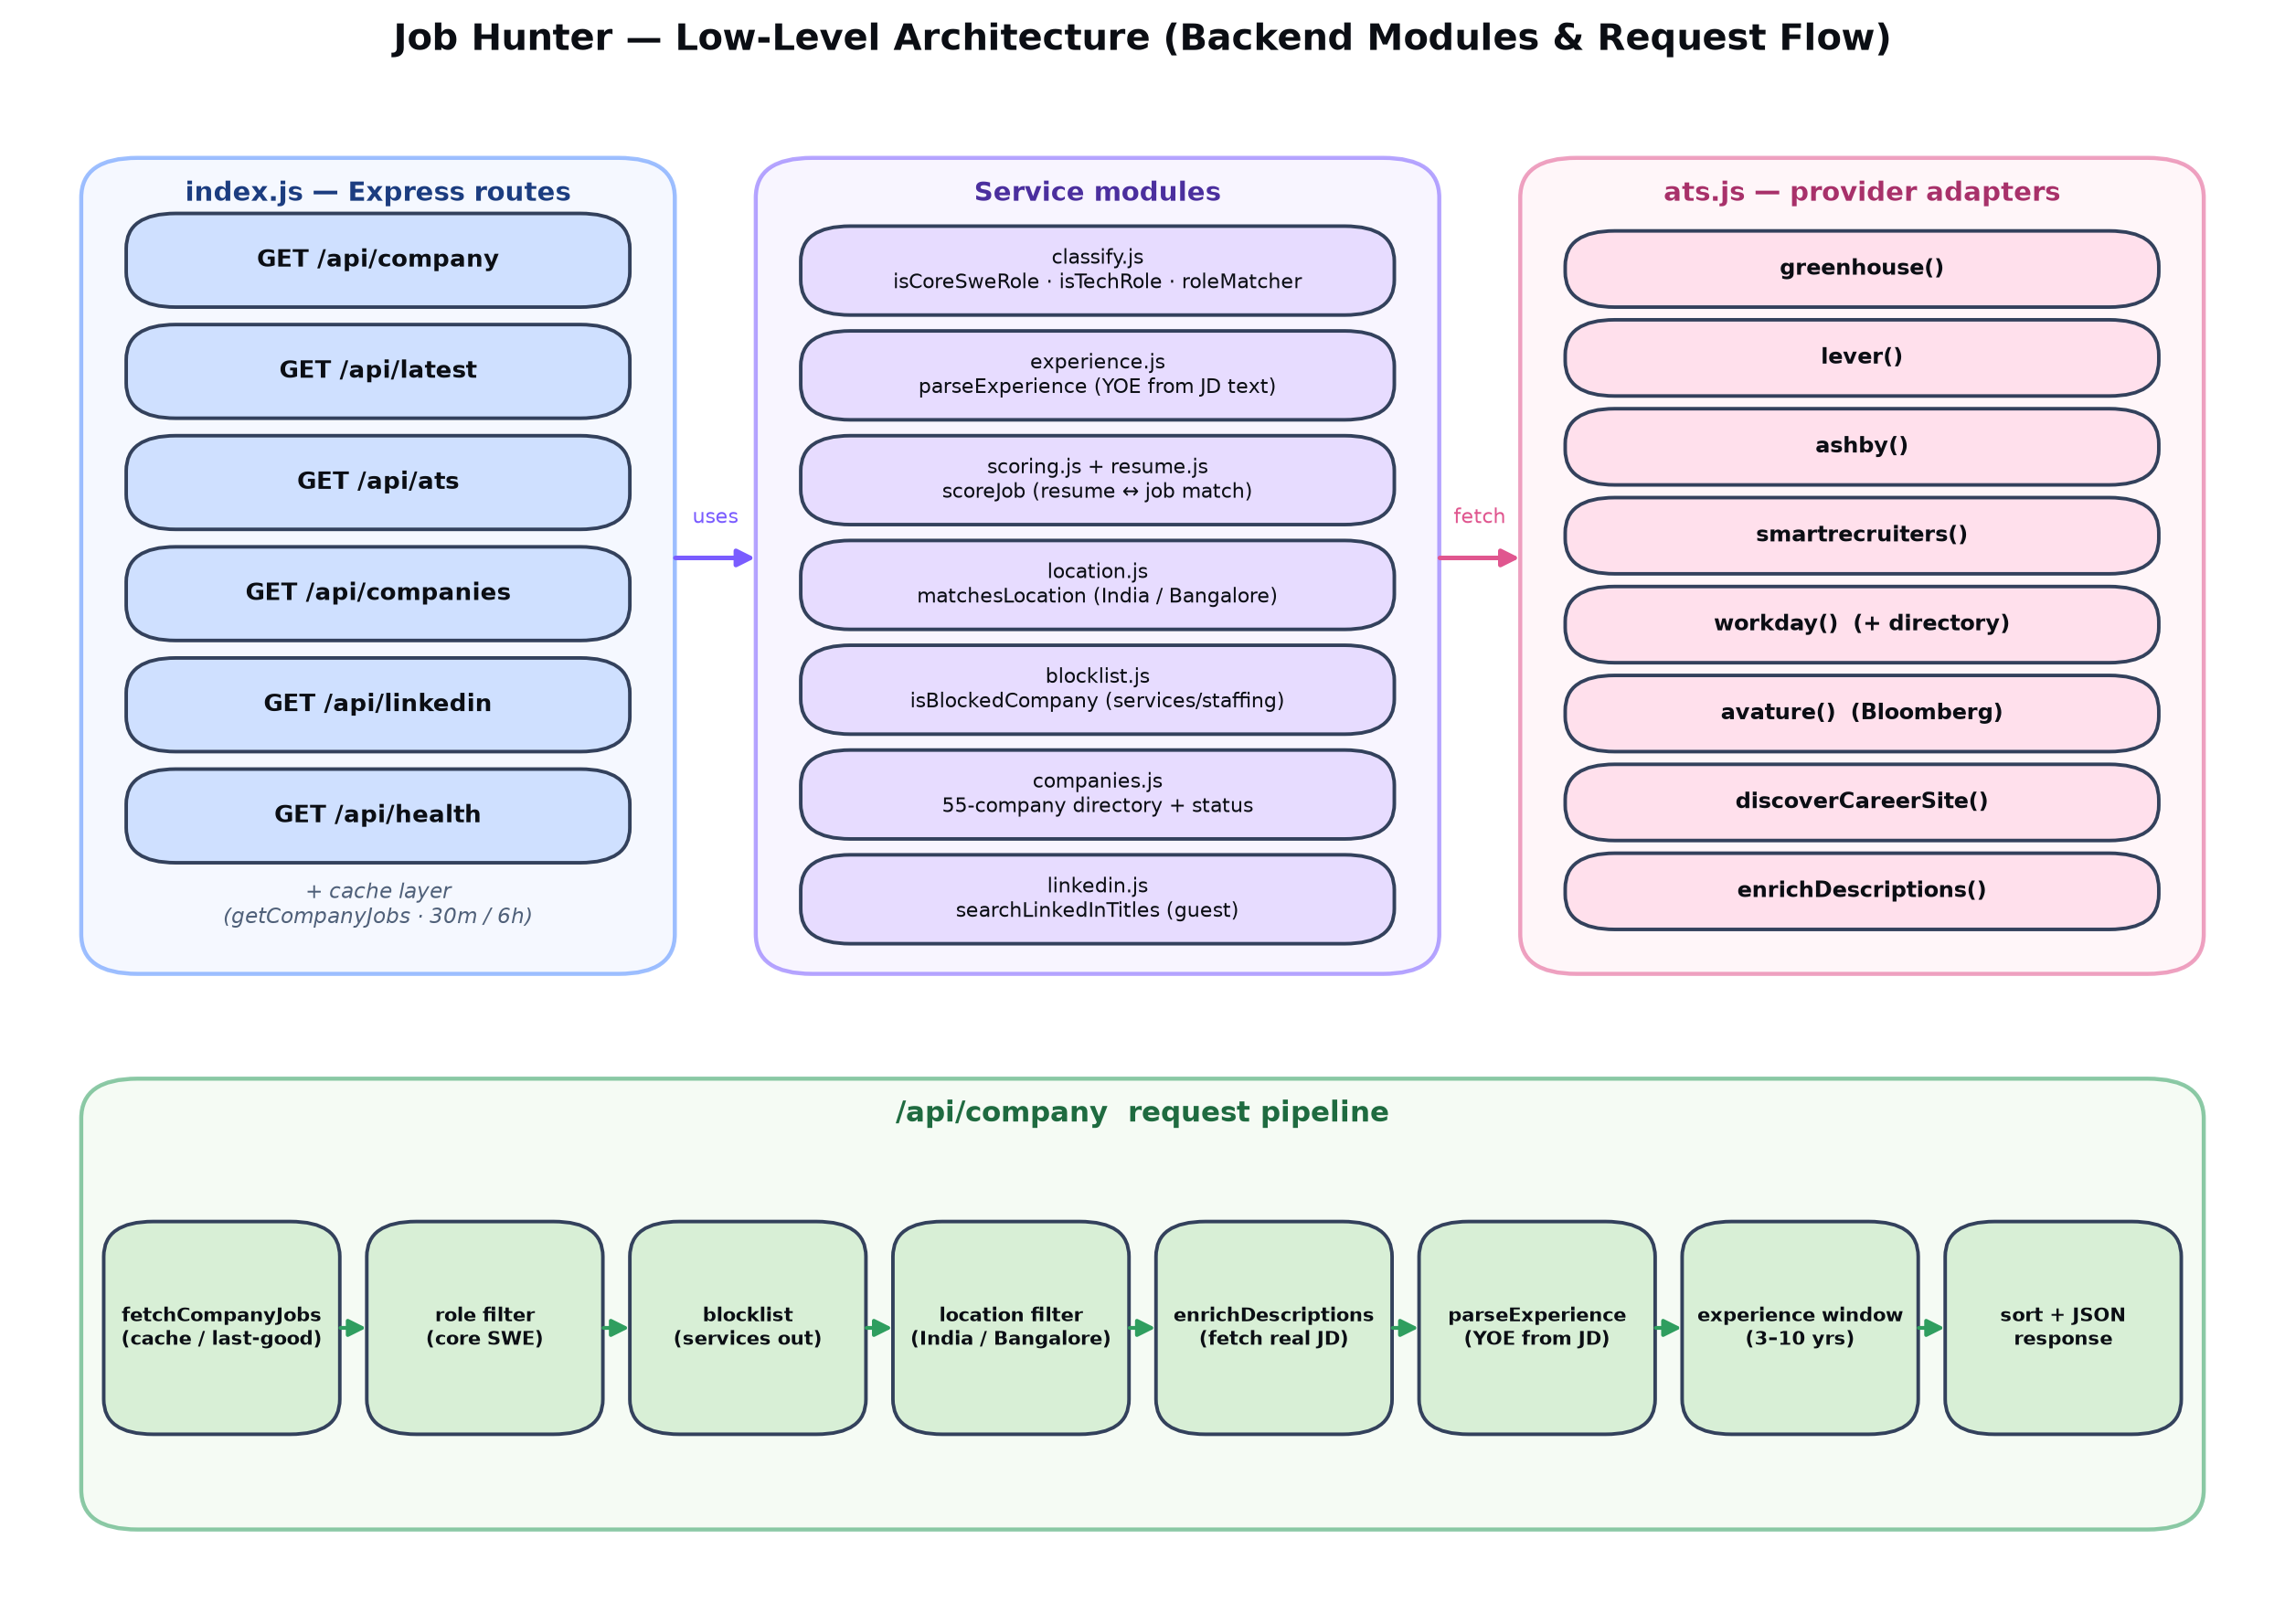 Job Hunter — Low-Level Architecture (Backend Modules & Request Flow)
index.js — Express routes
GET /api/company
GET /api/latest
GET /api/ats
GET /api/companies
GET /api/linkedin
GET /api/health
+ cache layer
(getCompanyJobs · 30m / 6h)
uses
Service modules
classify.js
isCoreSweRole · isTechRole · roleMatcher
experience.js
parseExperience (YOE from JD text)
scoring.js + resume.js
scoreJob (resume ↔ job match)
location.js
matchesLocation (India / Bangalore)
blocklist.js
isBlockedCompany (services/staffing)
companies.js
55-company directory + status
linkedin.js
searchLinkedInTitles (guest)
fetch
ats.js — provider adapters
greenhouse()
lever()
ashby()
smartrecruiters()
workday()  (+ directory)
avature()  (Bloomberg)
discoverCareerSite()
enrichDescriptions()
/api/company  request pipeline
fetchCompanyJobs
(cache / last-good)
role filter
(core SWE)
blocklist
(services out)
location filter
(India / Bangalore)
enrichDescriptions
(fetch real JD)
parseExperience
(YOE from JD)
experience window
(3–10 yrs)
sort + JSON
response